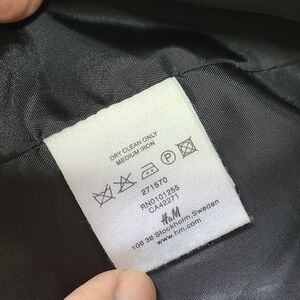 DRY CLEAN ONLY
MEDIUM IRON
P
271570
RN0101255
CA42271
H&M
106 38 Stockholm, Sweden
www.hm.com